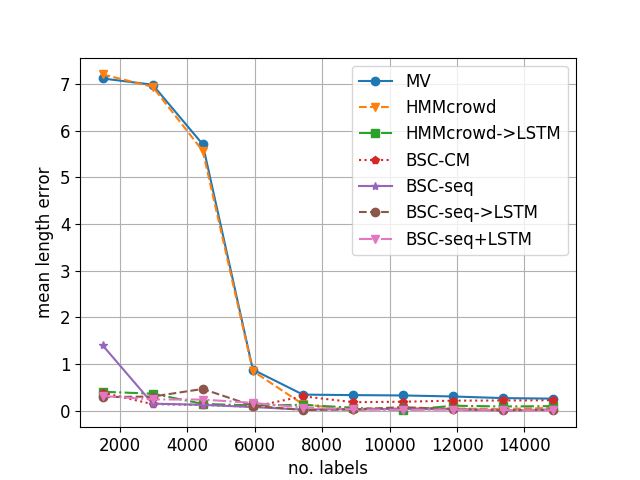 7
6
5
4
3
2
1
0
mean length error
MV
HMMcrowd
HMMcrowd->LSTM
BSC-CM
BSC-seq
BSC-seq->LSTM
BSC-seq+LSTM
2000 4000 6000 8000 10000 12000 14000
no. labels